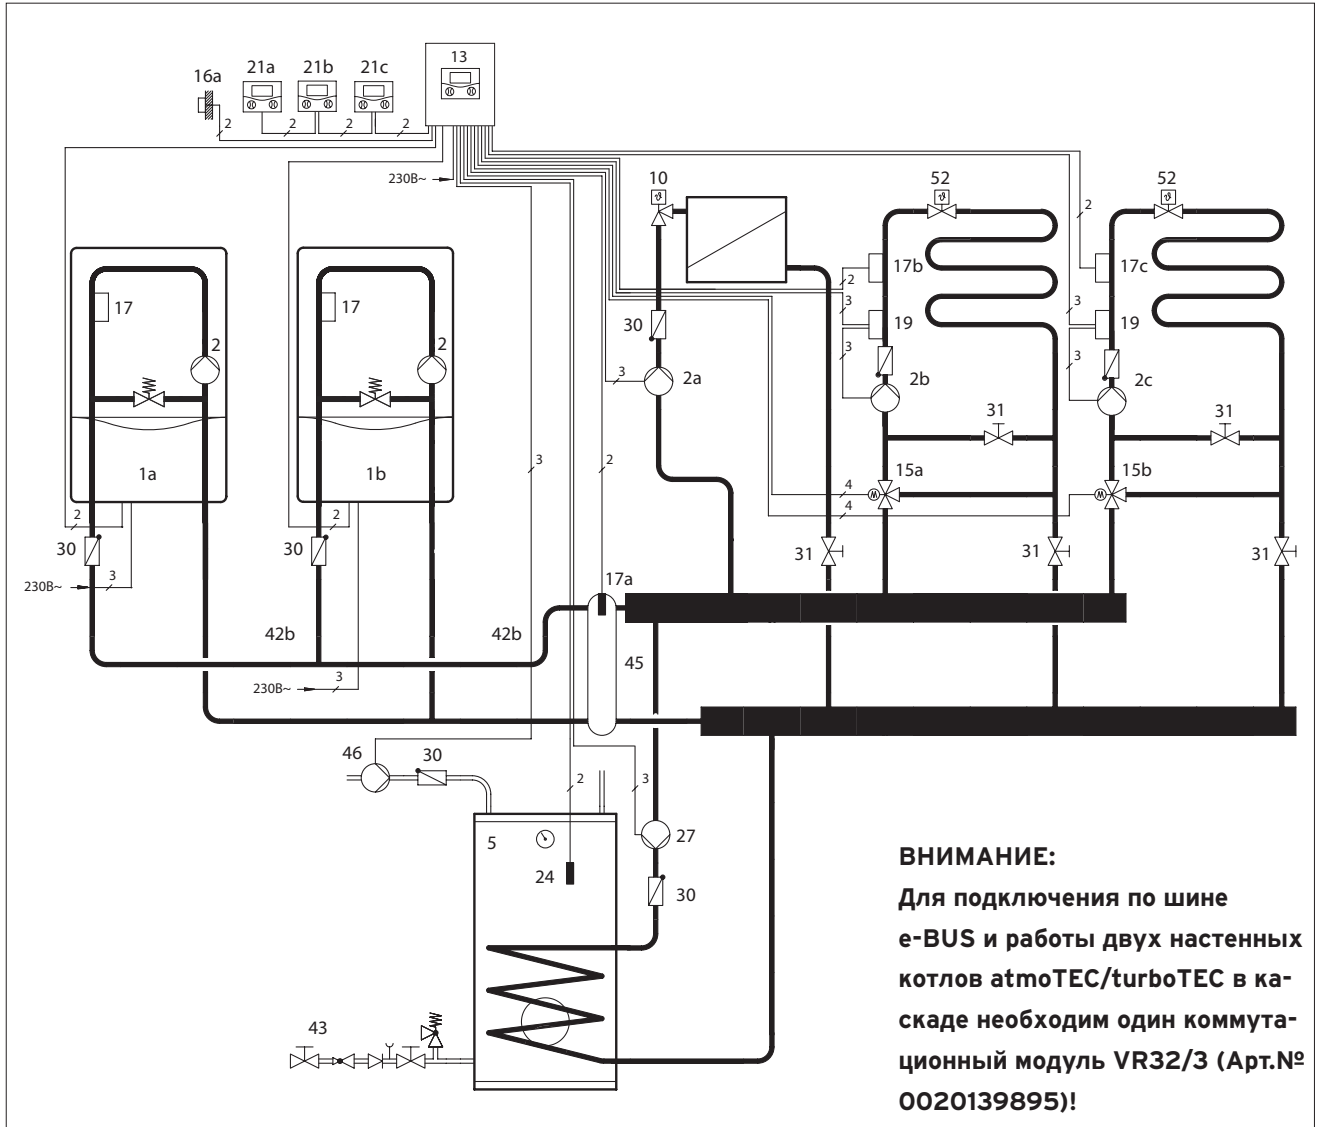 13
21a 21b 21c
16a
2 2 2 2
230В~
10 52 52
2
17b 17c
2
17 17
3 3
30 19 19
2 2
3 3
3 2a 2b 2c
31 31
1a 1b
3 2
15a 15b
4
4
2 2
30 30
31 31 31
230В~ 3
17a
42b 42b
45
230В~ 3
46 30
2 3
5 27
24
30
43
ВНИМАНИЕ:
Для подключения по шине
e-BUS и работы двух настенных
котлов atmoTEC/turboTEC в ка-
скаде необходим один коммута-
ционный модуль VR32/3 (Арт.№
0020139895)!